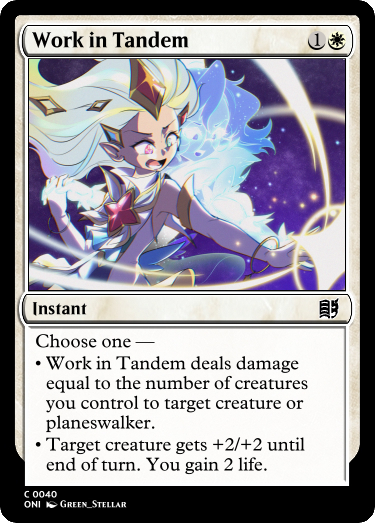 Work in Tandem 1
Instant
Choose one —
• Work in Tandem deals damage
equal to the number of creatures
you control to target creature or
planeswalker.
• Target creature gets +2/+2 until
end of turn. You gain 2 life.
C 0040
ONI Green_Stellar